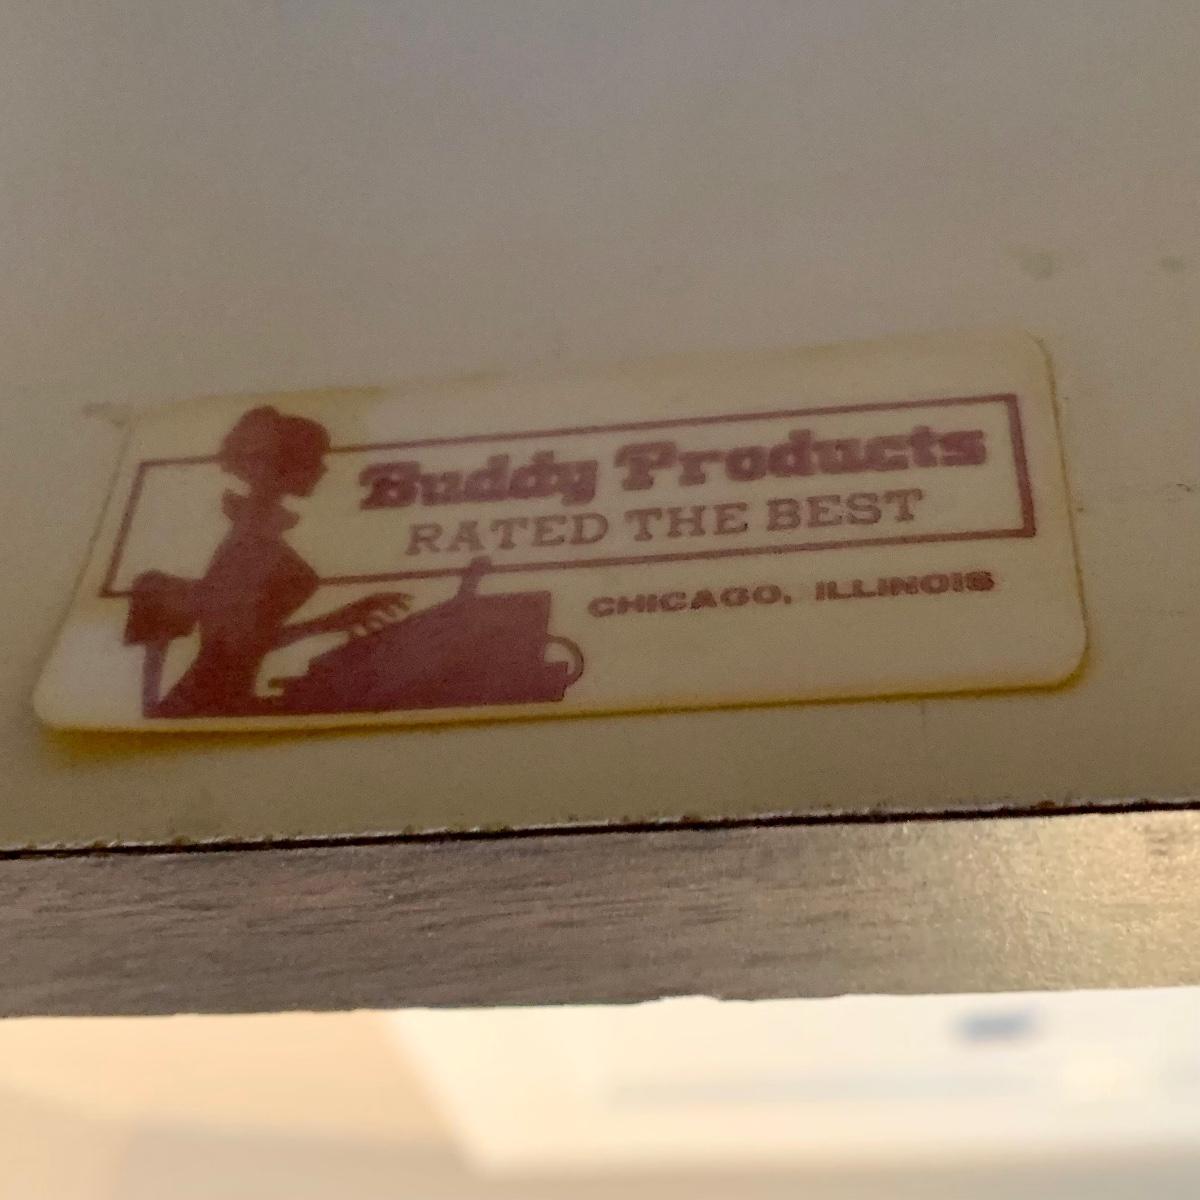 Buddy Products
RATED THE BEST
CHICAGO, ILLINOIS